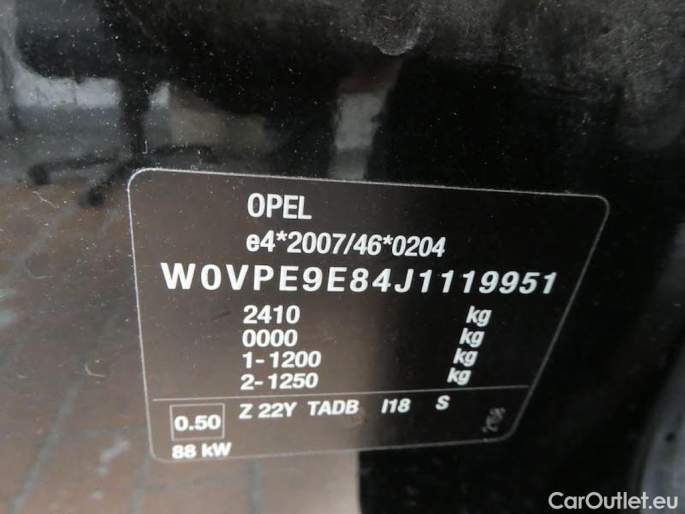 OPEL
e4*2007/46*0204
W0VPE9E84J1119951
2410 kg
0000 kg
1-1200 kg
2-1250 kg
0.50 Z 22Y TADB I18 S
88 kW
CarOutlet.eu